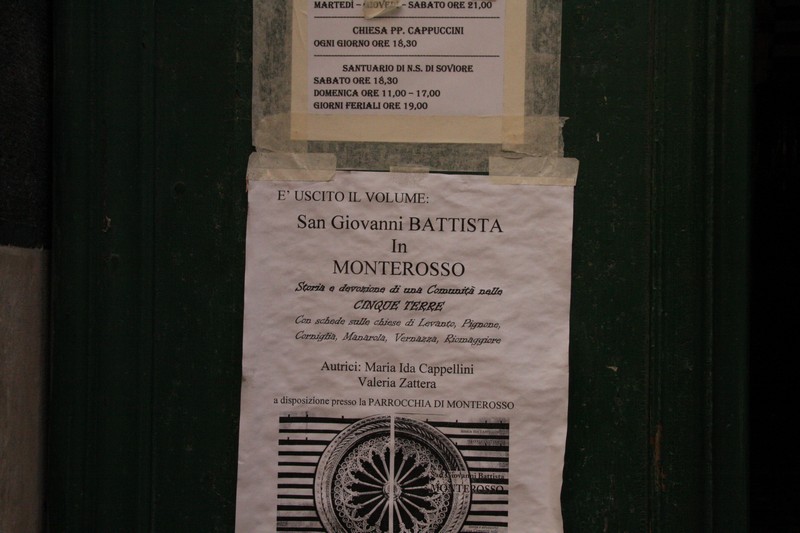 MARTEDÌ – GIOVEDÌ - SABATO ORE 21,00
CHIESA PP. CAPPUCCINI
OGNI GIORNO ORE 18,30
SANTUARIO DI N.S. DI SOVIORE
SABATO ORE 18,30
DOMENICA ORE 11,00 – 17,00
GIORNI FERIALI ORE 19,00
E' USCITO IL VOLUME:
San Giovanni BATTISTA
In
MONTEROSSO
Storia e devozione di una Comunità nelle
CINQUE TERRE
Con schede sulle chiese di Levanto, Pignone,
Corniglia, Manarola, Vernazza, Riomaggiore
Autrici: Maria Ida Cappellini
Valeria Zattera
a disposizione presso la PARROCCHIA DI MONTEROSSO
Giovanni Battista
MONTEROSSO